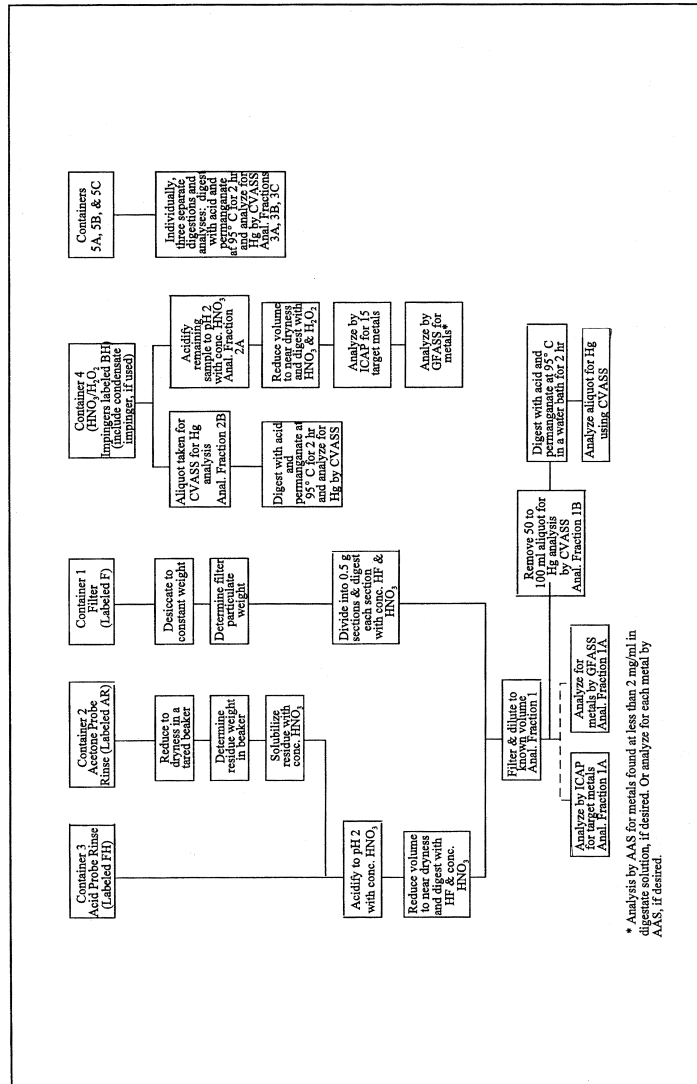 Container 3
Acid Probe Rinse
(Labeled FH)
Acidify to pH 2
with conc. HNO3
Reduce volume
to near dryness
and digest with
HF & conc.
HNO3
Container 2
Acetone Probe
Rinse (Labeled AR)
Reduce to
dryness in a
tared beaker
Determine
residue weight
in beaker
Solubilize
residue with
conc. HNO3
Container 1
Filter
(Labeled F)
Desiccate to
constant weight
Determine filter
particulate
weight
Divide into 0.5 g
sections & digest
each section
with conc. HF &
HNO3
Filter & dilute to
known volume
Anal. Fraction 1
Analyze by ICAP
for target metals
Anal. Fraction 1A
Analyze for
metals by GFASS
Anal. Fraction 1A
Remove 50 to
100 ml aliquot for
Hg analysis
by CVASS
Anal. Fraction 1B
Digest with acid and
permanganate at 95° C
in a water bath for 2 hr
Analyze aliquot for Hg
using CVASS
Container 4
(HNO3/H2O2)
Impingers labeled BH
(include condensate
impinger, if used)
Aliquot taken for
CVASS for Hg
analysis
Anal. Fraction 2B
Digest with acid
and
permanganate at
95° C for 2 hr
and analyze for
Hg by CVASS
Acidify
remaining
sample to pH 2
with conc. HNO3
Anal. Fraction
2A
Reduce volume
to near dryness
and digest with
HNO3 & H2O2
Analyze by
ICAP for 15
target metals
Analyze by
GFASS for
metals*
Containers
5A, 5B, & 5C
Individually,
three separate
digestions and
analyses: digest
with acid and
permanganate
at 95° C for 2 hr
and analyze for
Hg by CVASS
Anal. Fractions
3A, 3B, 3C
* Analysis by AAS for metals found at less than 2 mg/ml in
digestate solution, if desired. Or analyze for each metal by
AAS, if desired.